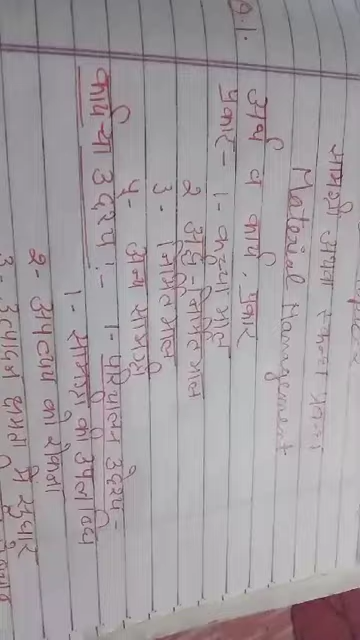 Q.1.
सामग्री अथवा स्कन्ध प्रबन्ध
Material Management
अर्थ व कार्य, प्रकार
प्रकार - 1 - कच्चा माल
2 अर्द्ध - निर्मित माल
3 - निर्मित माल
4 - अन्य सामग्री
कार्य या उद्देश्य :- 1 - परिचालन उद्देश्य -
1 - सामग्री की उपलब्धि
2 - अपव्यय को रोकना
3 - उत्पादन क्षमता में सुधार